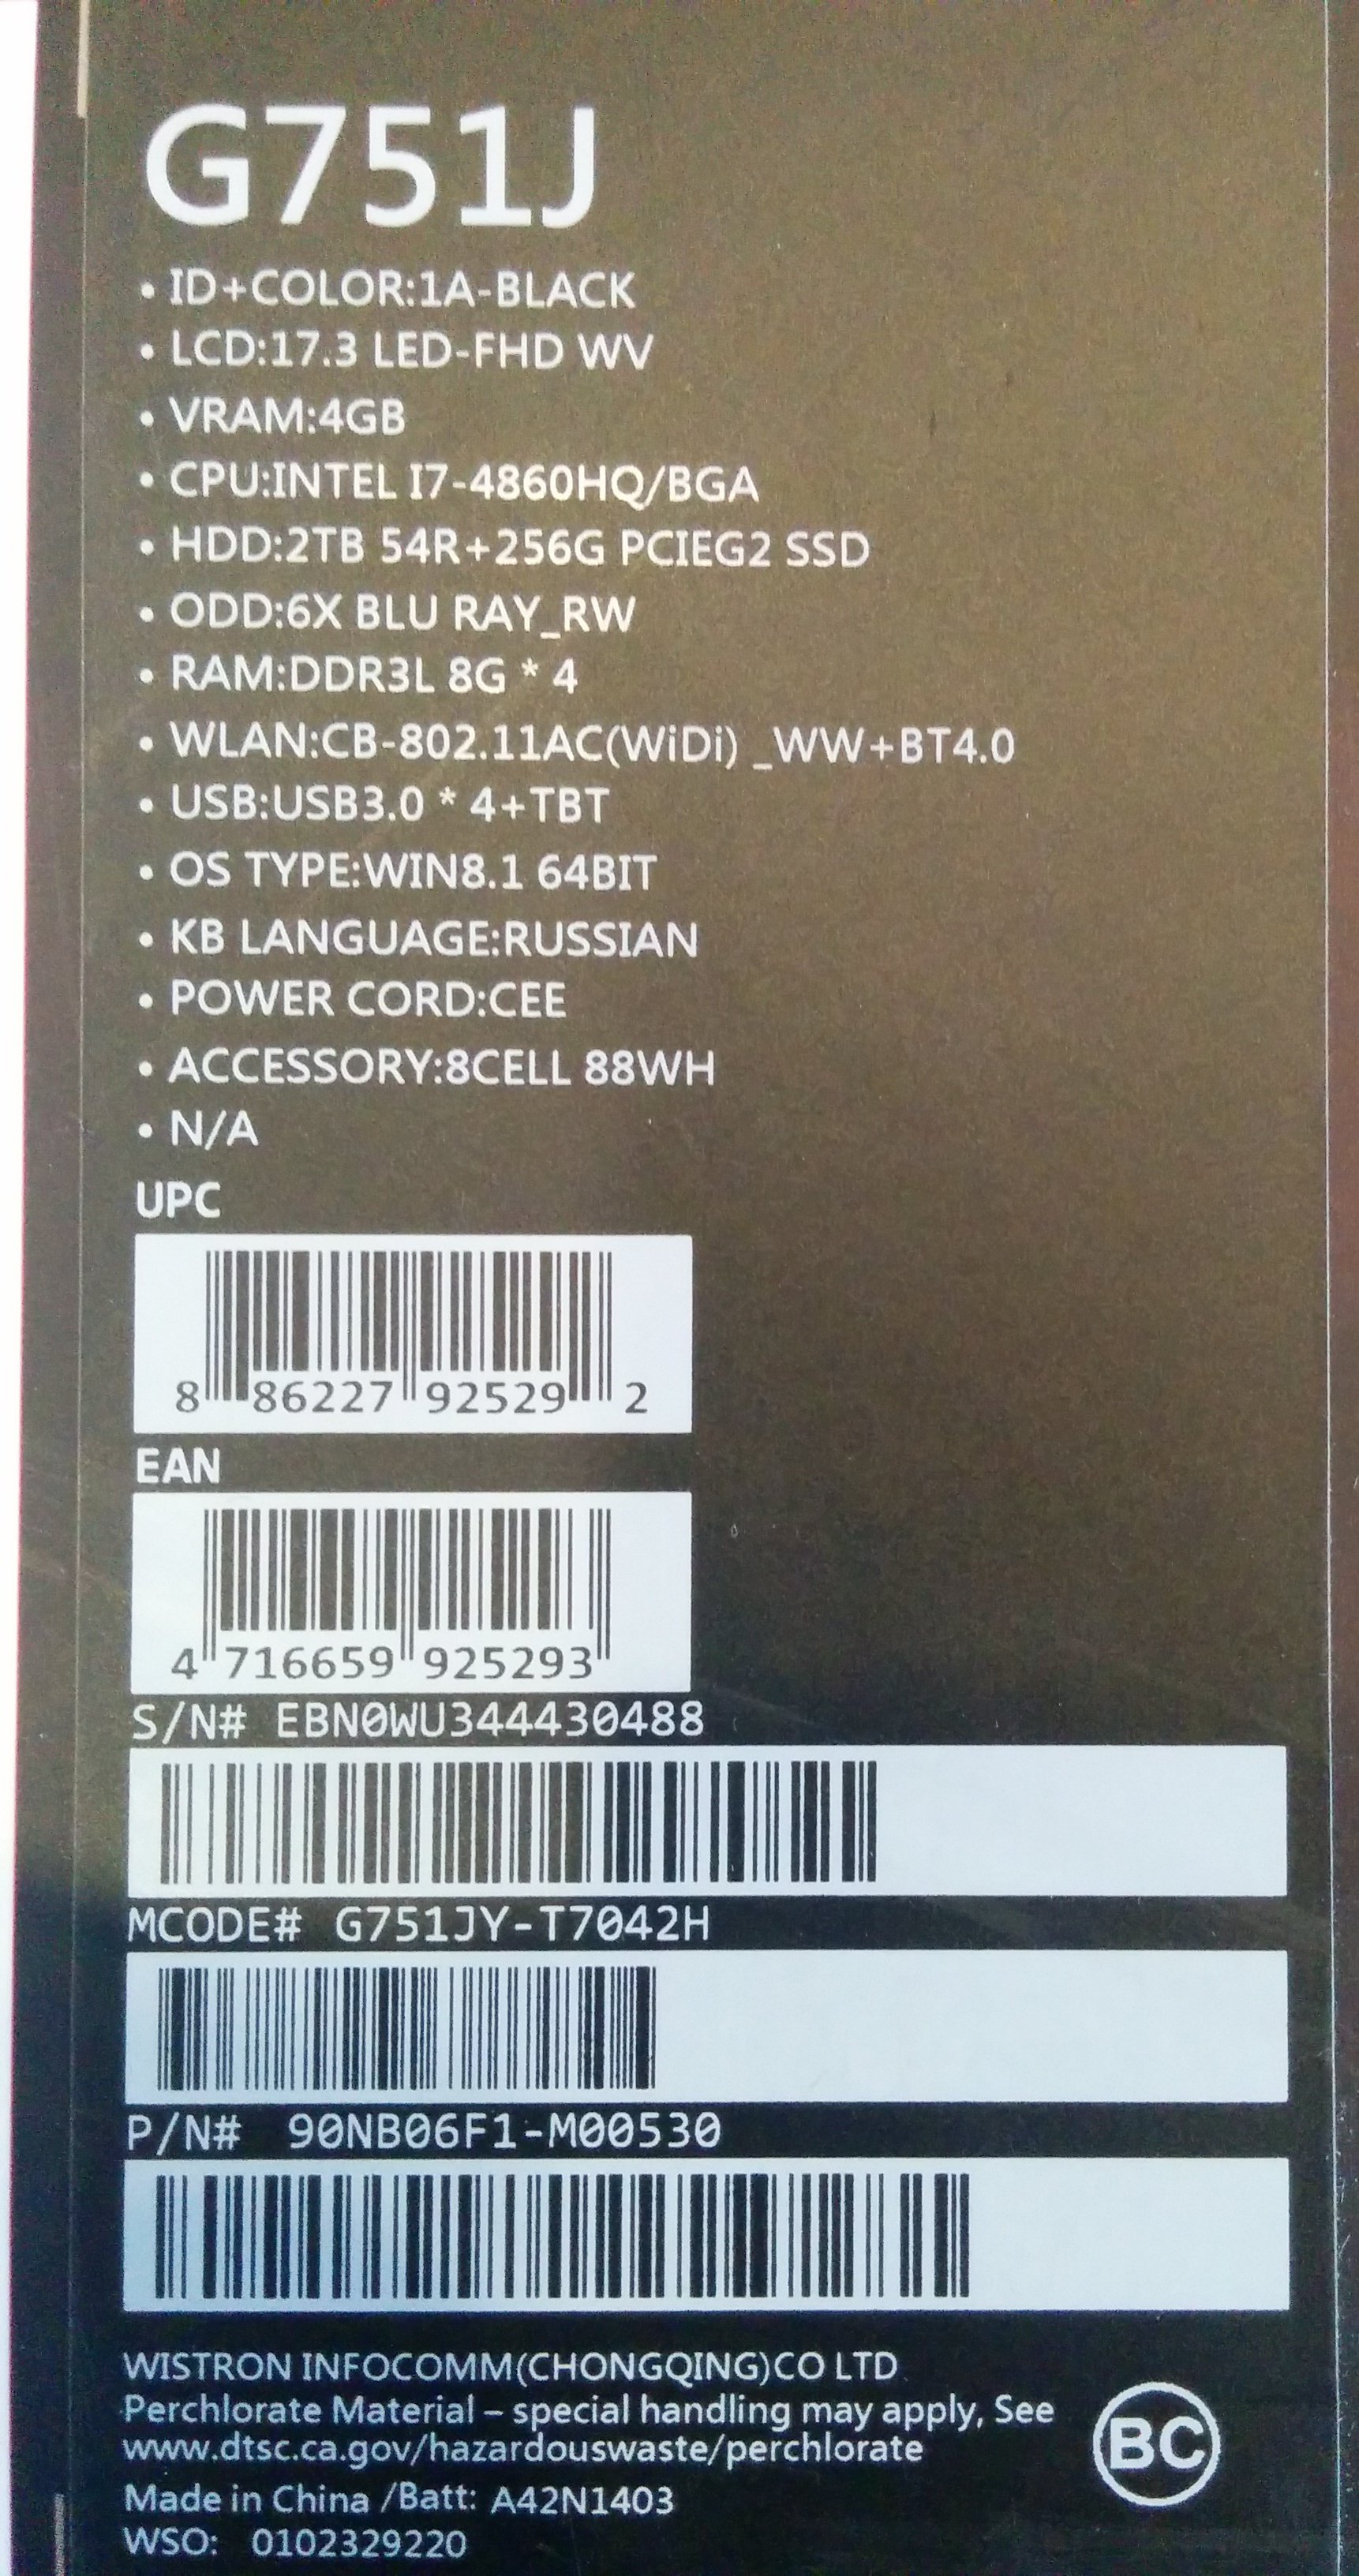 G751J
• ID+COLOR:1A-BLACK
• LCD:17.3 LED-FHD WV
• VRAM:4GB
• CPU:INTEL I7-4860HQ/BGA
• HDD:2TB 54R+256G PCIEG2 SSD
• ODD:6X BLU RAY_RW
• RAM:DDR3L 8G * 4
• WLAN:CB-802.11AC(WiDi) _WW+BT4.0
• USB:USB3.0 * 4+TBT
• OS TYPE:WIN8.1 64BIT
• KB LANGUAGE:RUSSIAN
• POWER CORD:CEE
• ACCESSORY:8CELL 88WH
• N/A
UPC
8 86227 92529 2
EAN
4 716659 925293
S/N# EBN0WU344430488
MCODE# G751JY-T7042H
P/N# 90NB06F1-M00530
WISTRON INFOCOMM(CHONGQING)CO LTD
Perchlorate Material – special handling may apply, See
www.dtsc.ca.gov/hazardouswaste/perchlorate
BC
Made in China /Batt: A42N1403
WSO: 0102329220